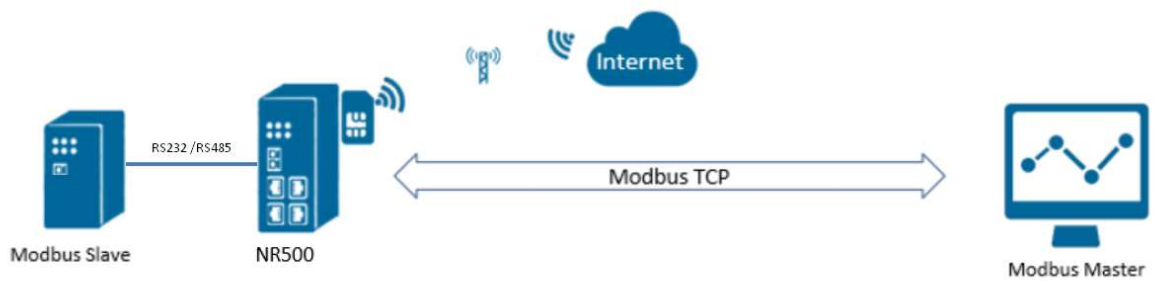 Internet
RS232 /RS485
Modbus TCP
Modbus Slave
NR500
Modbus Master